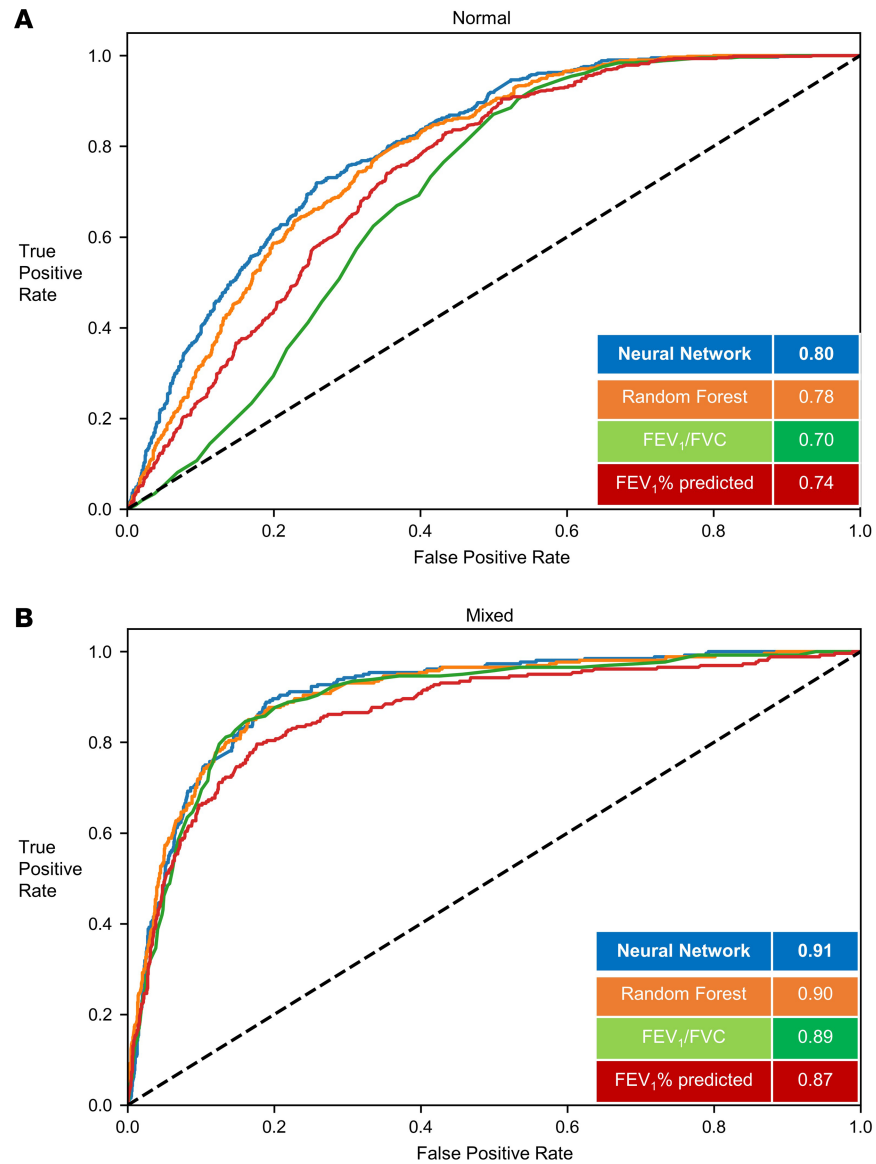 A
Normal
1.0
0.8
0.6
0.4
0.2
0.0
True
Positive
Rate
Neural Network 0.80
Random Forest 0.78
FEV₁/FVC 0.70
FEV₁% predicted 0.74
0.0 0.2 0.4 0.6 0.8 1.0
False Positive Rate
B
Mixed
1.0
0.8
0.6
0.4
0.2
0.0
True
Positive
Rate
Neural Network 0.91
Random Forest 0.90
FEV₁/FVC 0.89
FEV₁% predicted 0.87
0.0 0.2 0.4 0.6 0.8 1.0
False Positive Rate